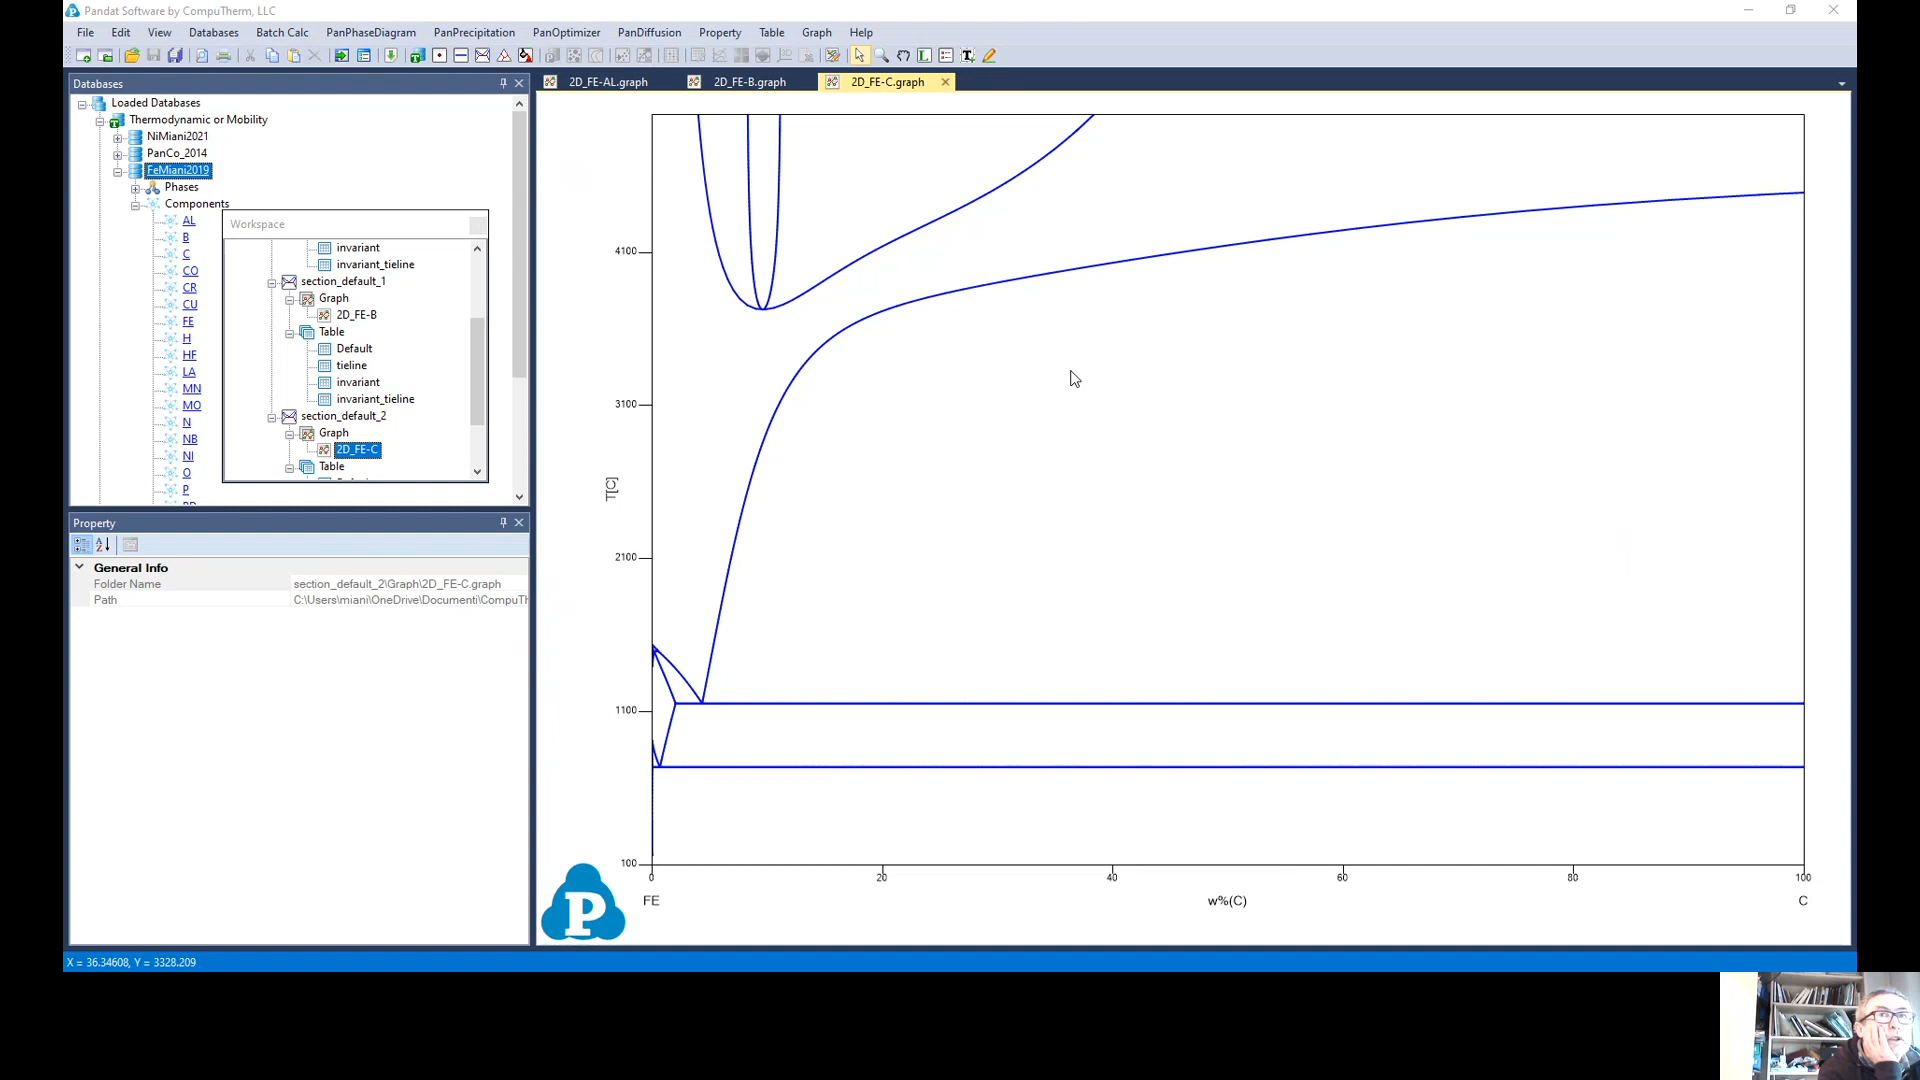 Pandat Software by CompuTherm, LLC
File Edit View Databases Batch Calc PanPhaseDiagram PanPrecipitation PanOptimizer PanDiffusion Property Table Graph Help
Databases
2D_FE-AL.graph 2D_FE-B.graph 2D_FE-C.graph
Loaded Databases
Thermodynamic or Mobility
NiMiani2021
PanCo_2014
FeMiani2019
Phases
Components
AL
B
C
CO
CR
CU
FE
H
HF
LA
MN
MO
N
NB
NI
O
P
Workspace
invariant
invariant_tieline
section_default_1
Graph
2D_FE-B
Table
Default
tieline
invariant
invariant_tieline
section_default_2
Graph
2D_FE-C
Table
Property
General Info
Folder Name section_default_2\Graph\2D_FE-C.graph
Path C:\Users\miani\OneDrive\Documenti\CompuTh
T[C]
4100
3100
2100
1100
100
0 20 40 60 80 100
FE w%(C) C
P
X = 36.34608, Y = 3328.209